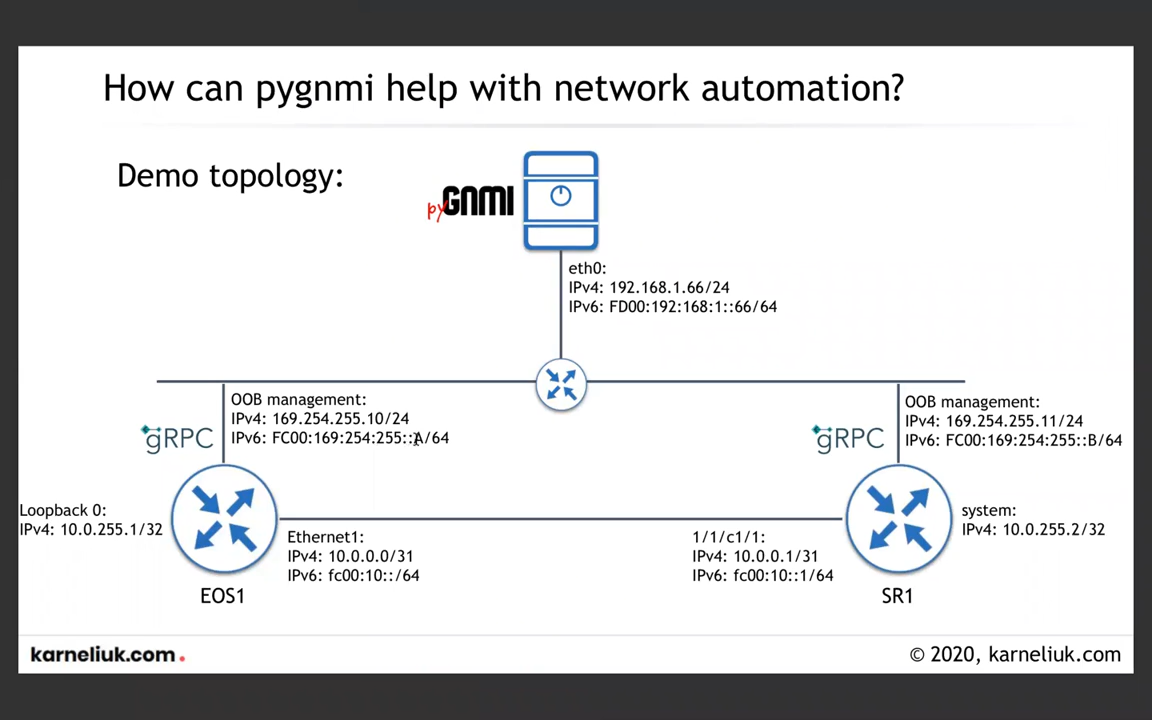 How can pygnmi help with network automation?
Demo topology:
pyGNMI
eth0:
IPv4: 192.168.1.66/24
IPv6: FD00:192:168:1::66/64
OOB management:
IPv4: 169.254.255.10/24
IPv6: FC00:169:254:255::A/64
gRPC
OOB management:
IPv4: 169.254.255.11/24
IPv6: FC00:169:254:255::B/64
gRPC
Loopback 0:
IPv4: 10.0.255.1/32
Ethernet1:
IPv4: 10.0.0.0/31
IPv6: fc00:10::/64
1/1/c1/1:
IPv4: 10.0.0.1/31
IPv6: fc00:10::1/64
system:
IPv4: 10.0.255.2/32
EOS1
SR1
karneliuk.com.
© 2020, karneliuk.com